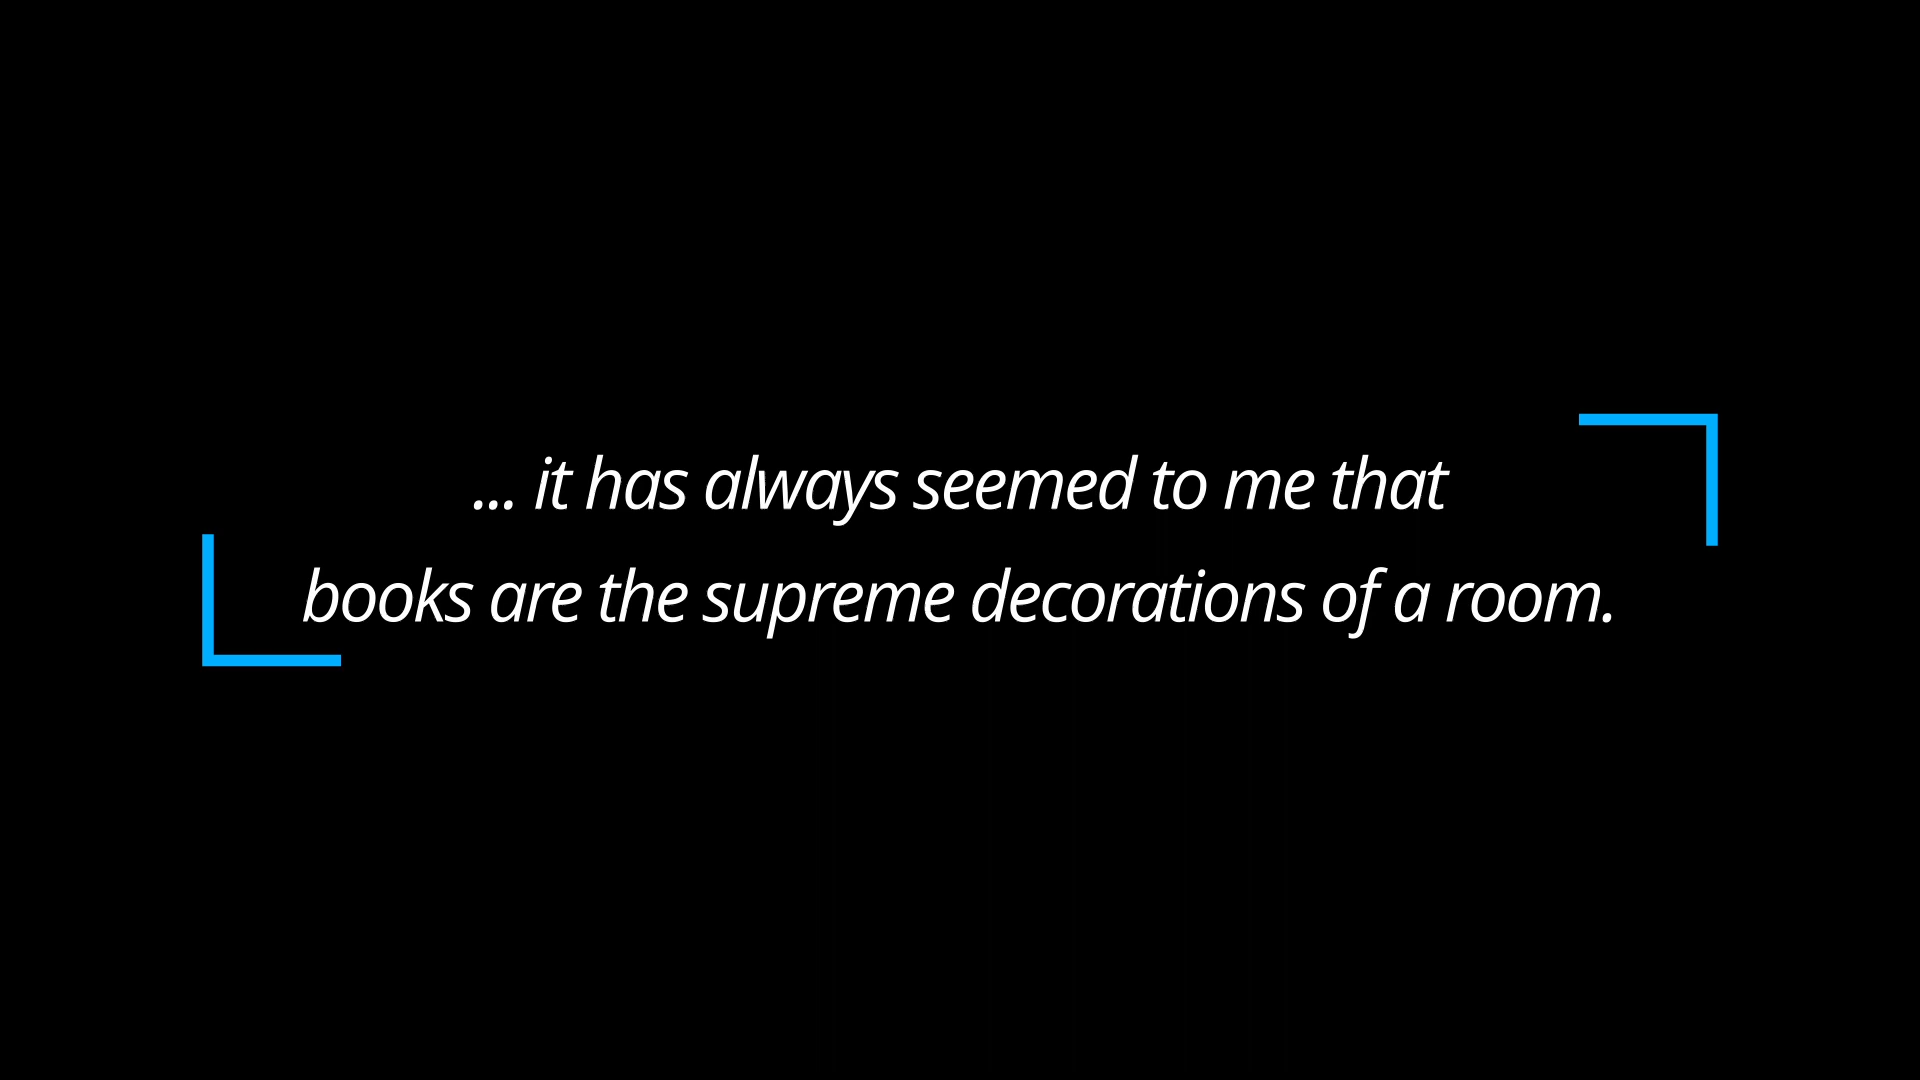 ... it has always seemed to me that
books are the supreme decorations of a room.